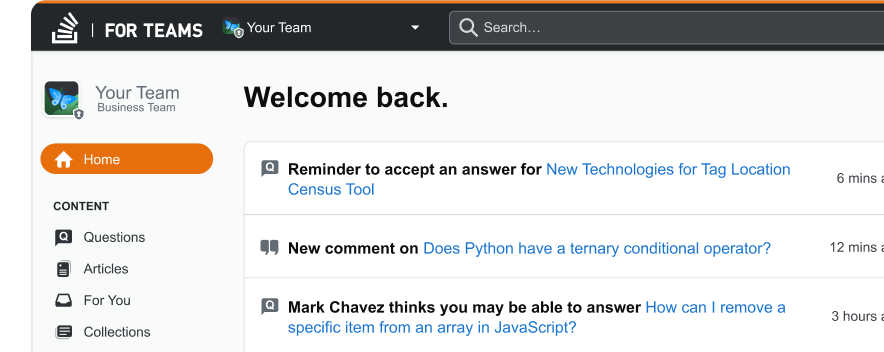 FOR TEAMS
Your Team
Search...
Your Team
Business Team
Welcome back.
Home
Reminder to accept an answer for New Technologies for Tag Location
Census Tool
6 mins
CONTENT
Questions
New comment on Does Python have a ternary conditional operator?
12 mins
Articles
For You
Mark Chavez thinks you may be able to answer How can I remove a
specific item from an array in JavaScript?
3 hours
Collections